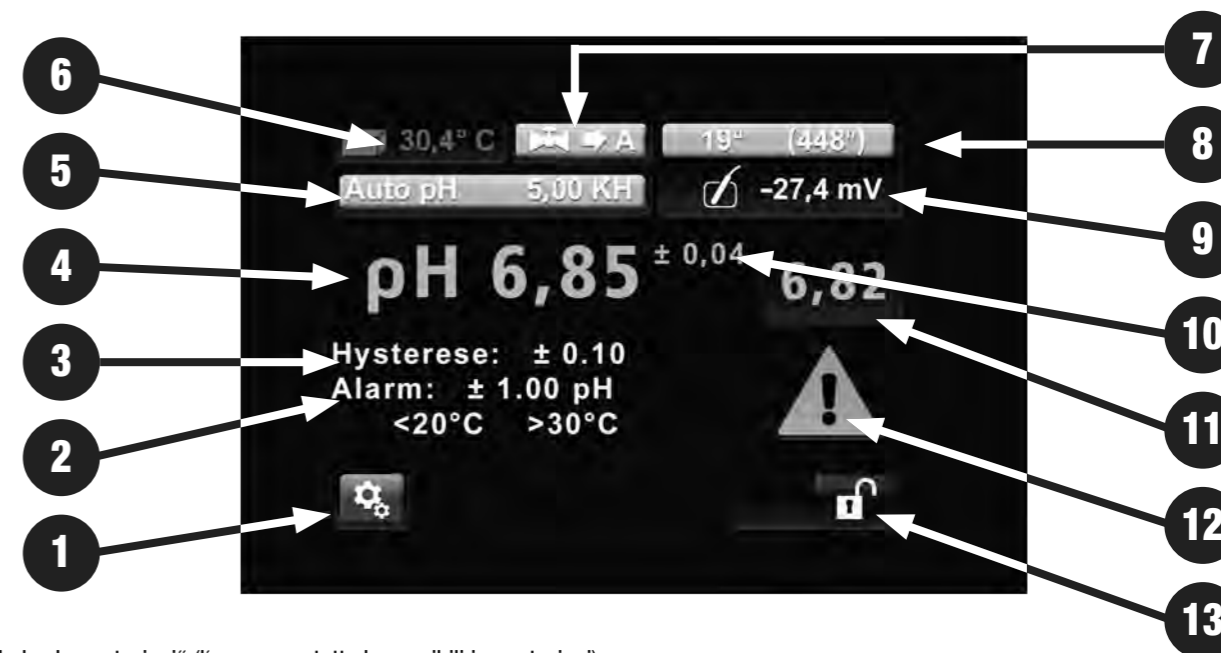 7
6
30,4° C
A
19" (448")
8
5
Auto pH 5,00 KH
-27,4 mV
9
4
pH 6,85 ± 0,04
6,82
10
3
Hysterese: ± 0.10
Alarm: ± 1.00 pH
<20°C >30°C
11
2
12
1
13